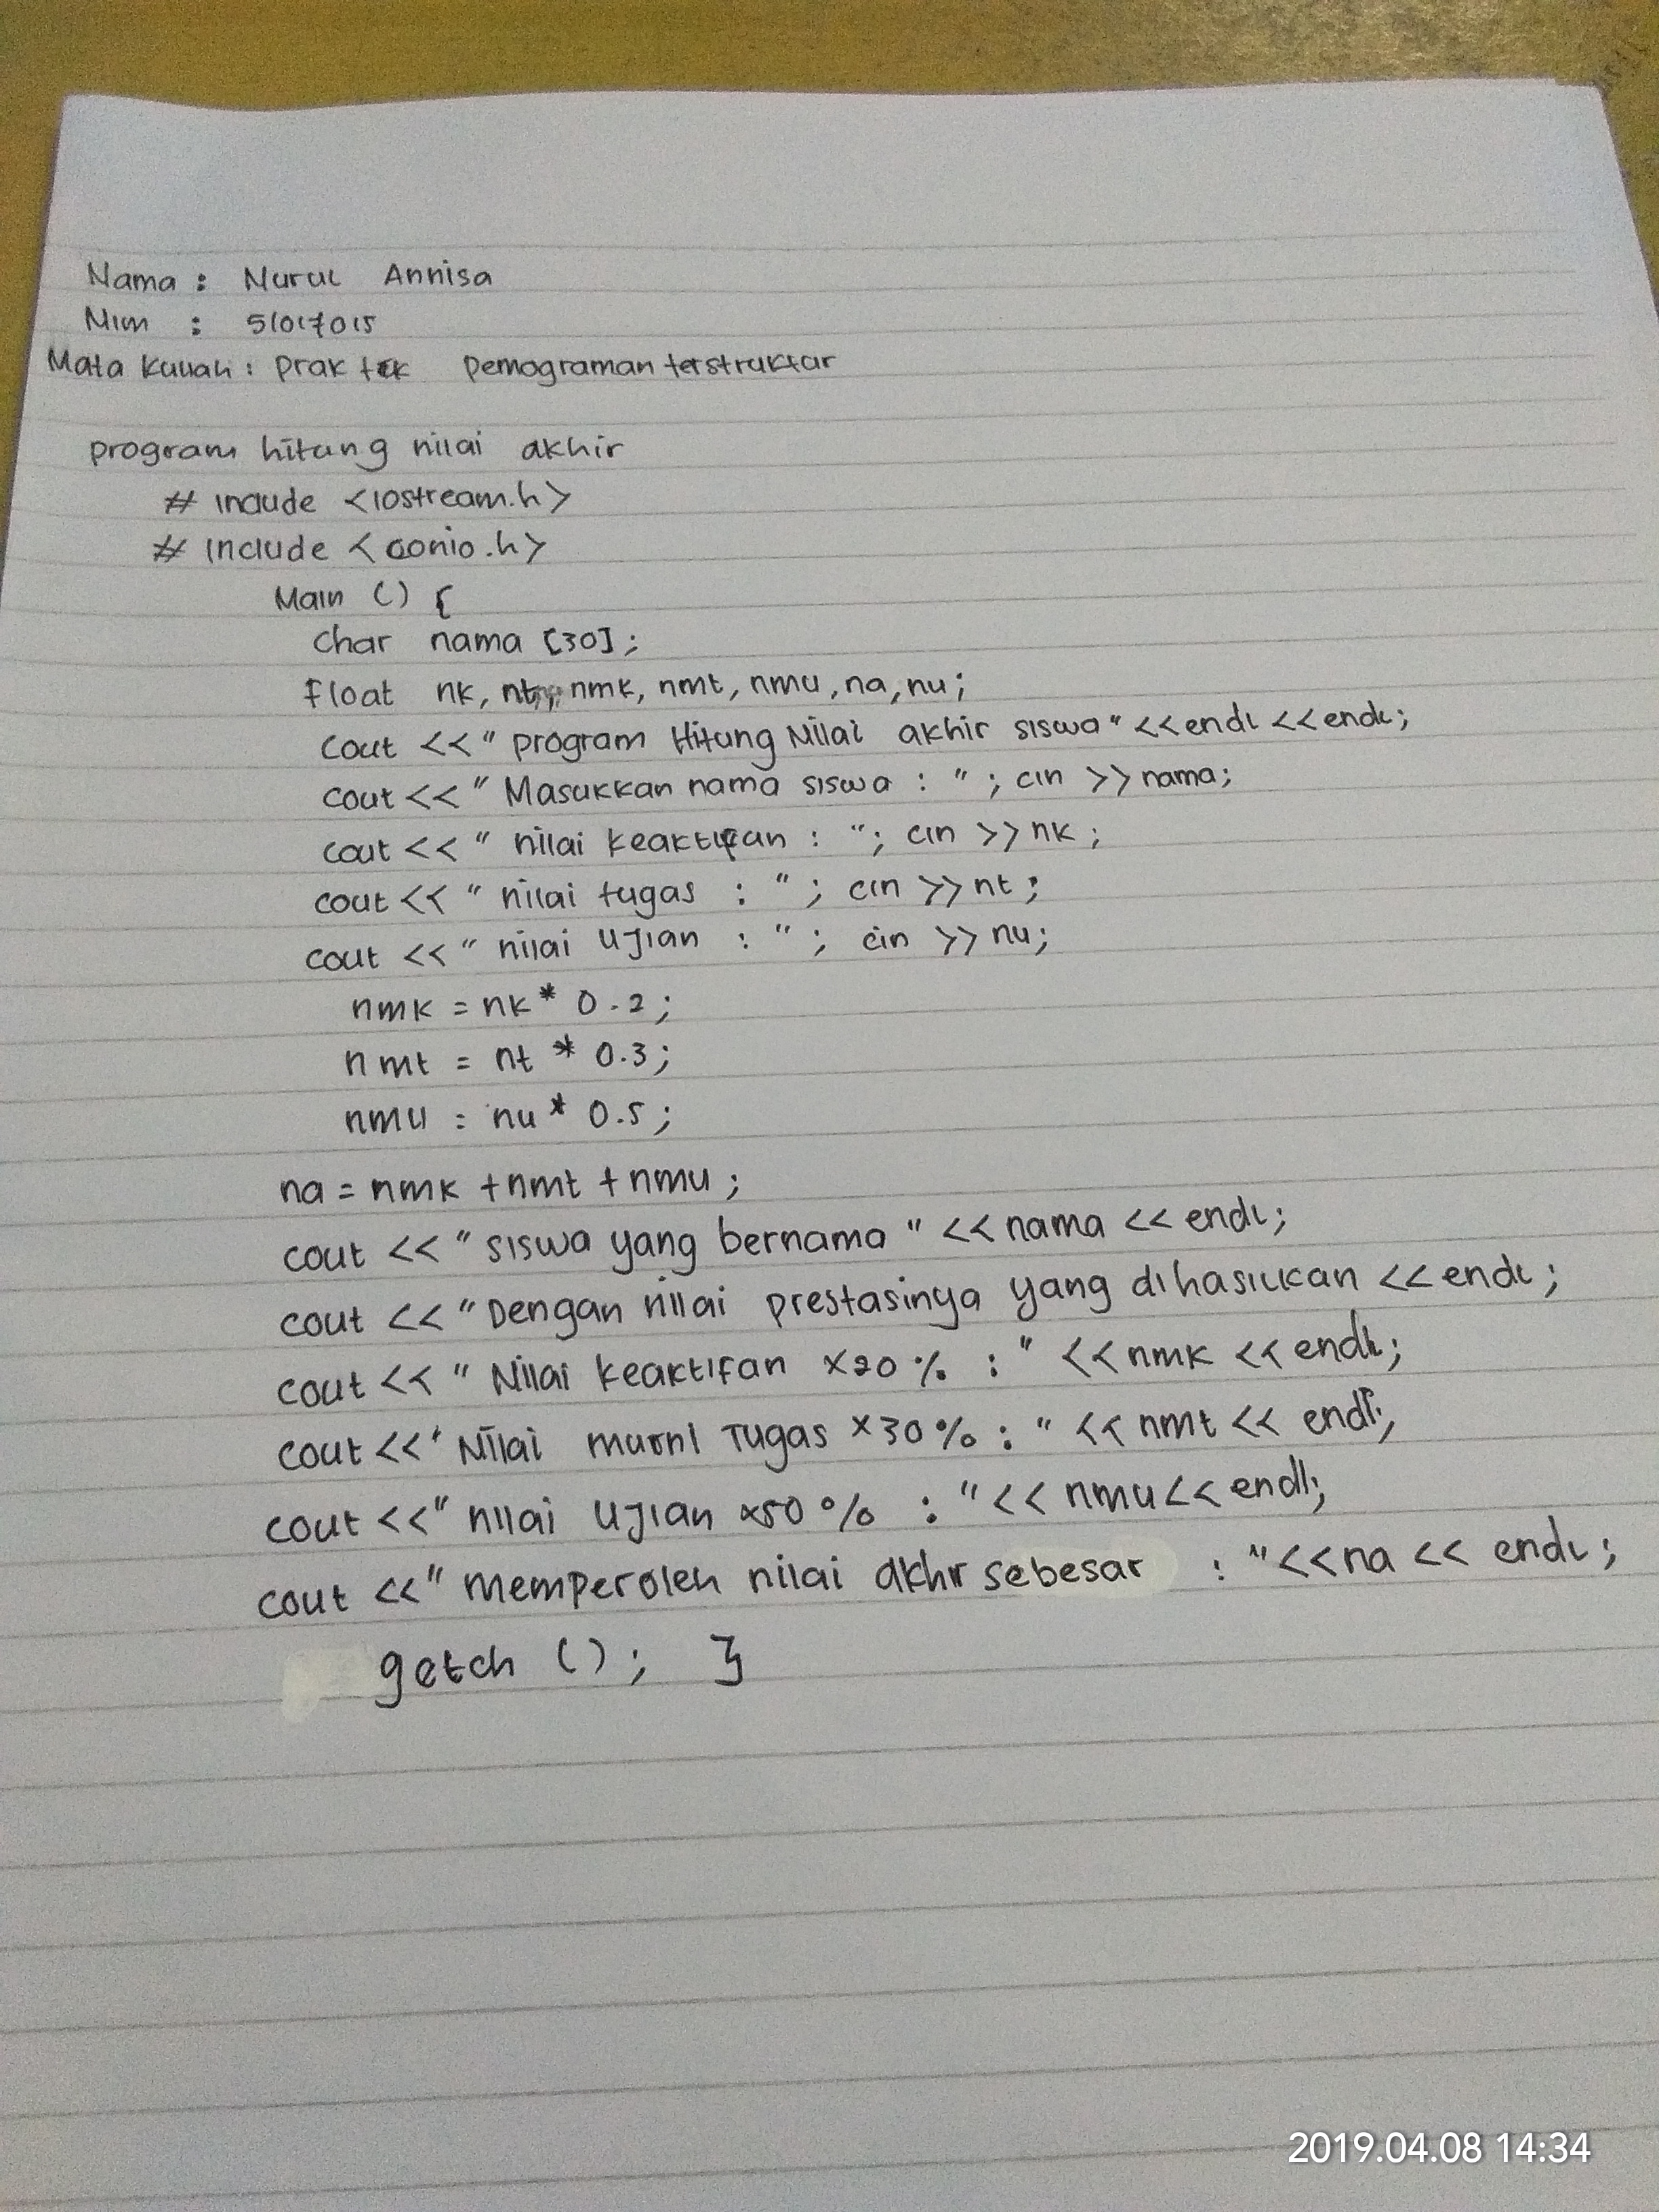 Nama : Nurul Annisa
Nim : 51017015
Mata Kuliah : Praktek Pemograman terstruktur
program hitung nilai akhir
# include <iostream.h>
# include <conio.h>
Main () {
char nama [30];
float nk, nt, nmk, nmt, nmu, na, nu;
cout << " program Hitung Nilai akhir siswa" <<endl <<endl;
cout << " Masukkan nama siswa : " ; cin >> nama;
cout << " nilai keaktifan : "; cin >> nk ;
cout << " nilai tugas : " ; cin >> nt ;
cout << " nilai Ujian : " ; cin >> nu;
nmk = nk * 0.2 ;
nmt = nt * 0.3 ;
nmu = nu * 0.5 ;
na = nmk + nmt + nmu ;
cout << " siswa yang bernama " << nama << endl;
cout << "Dengan nilai prestasinya yang dihasilkan << endl ;
cout << " Nilai keaktifan x20 % : " << nmk << endl;
cout <<' Nilai murni Tugas x 30 % : " << nmt << endl;
cout <<" nilai Ujian x50 % : " << nmu << endl;
cout <<" memperoleh nilai akhir sebesar : "<< na << endl ;
getch () ; }
2019.04.08 14:34